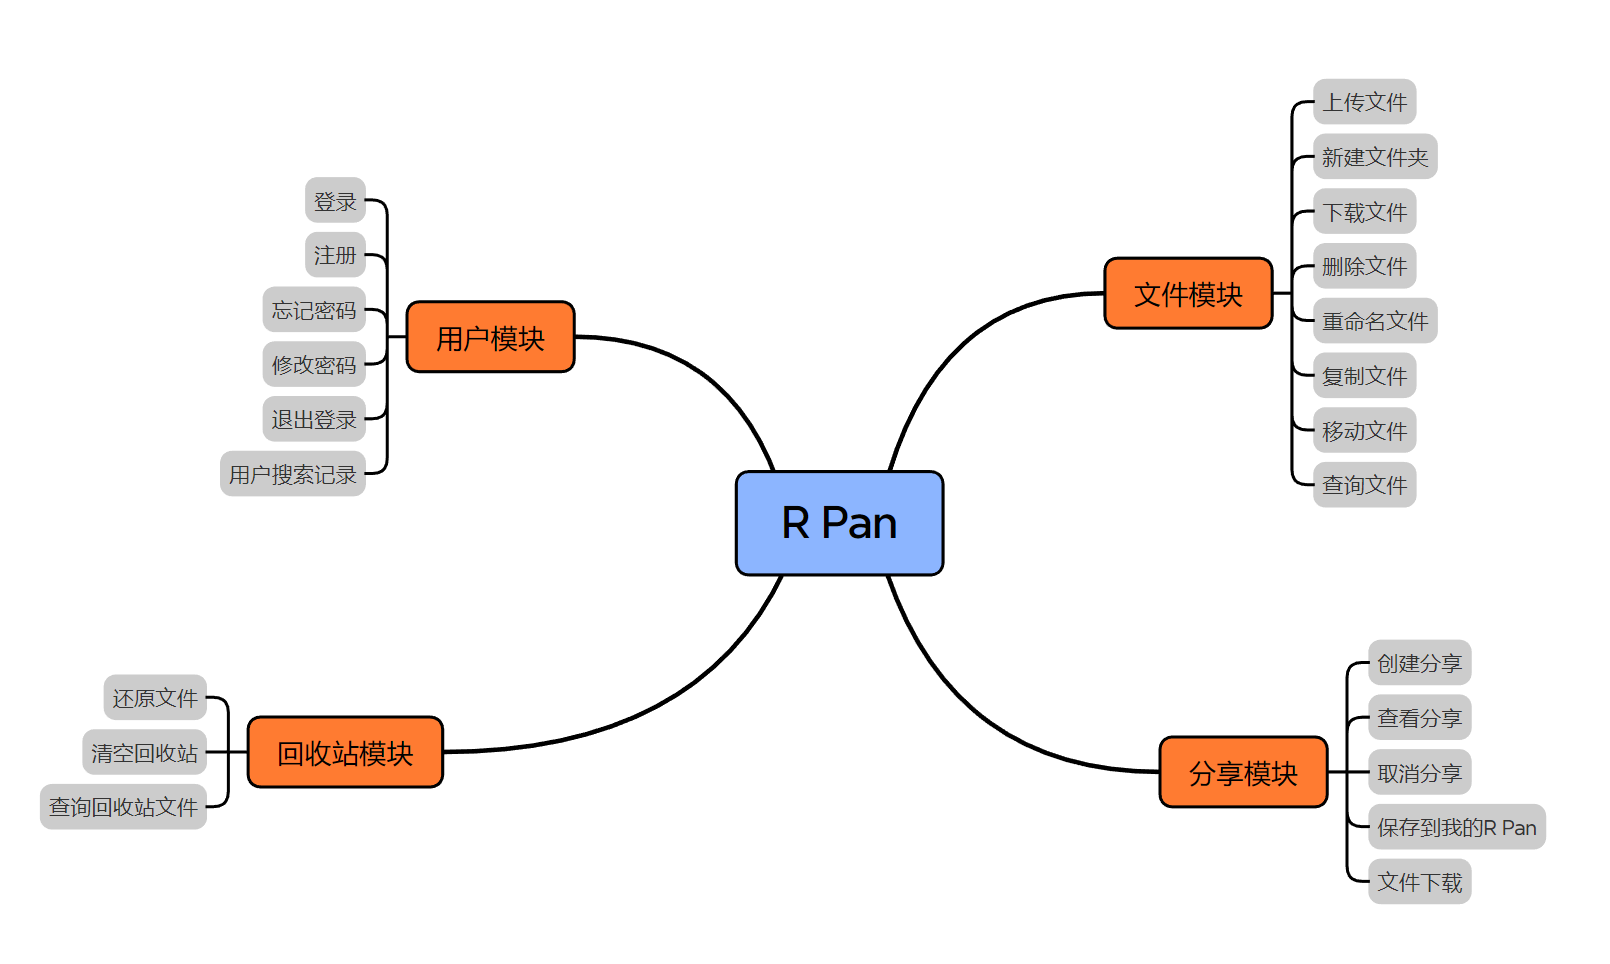 R Pan
用户模块
登录
注册
忘记密码
修改密码
退出登录
用户搜索记录
文件模块
上传文件
新建文件夹
下载文件
删除文件
重命名文件
复制文件
移动文件
查询文件
回收站模块
还原文件
清空回收站
查询回收站文件
分享模块
创建分享
查看分享
取消分享
保存到我的R Pan
文件下载